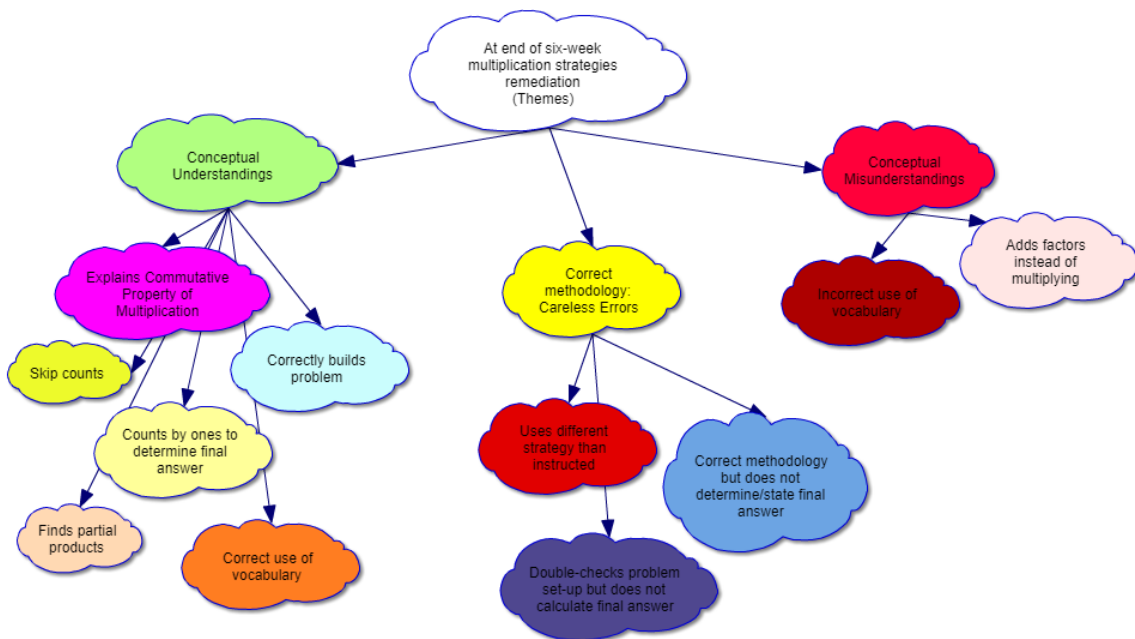 At end of six-week
multiplication strategies
remediation
(Themes)
Conceptual
Understandings
Conceptual
Misunderstandings
Explains Commutative
Property of
Multiplication
Correct
methodology:
Careless Errors
Adds factors
instead of
multiplying
Incorrect use of
vocabulary
Skip counts
Correctly builds
problem
Counts by ones to
determine final
answer
Uses different
strategy than
instructed
Correct methodology
but does not
determine/state final
answer
Finds partial
products
Correct use of
vocabulary
Double-checks problem
set-up but does not
calculate final answer